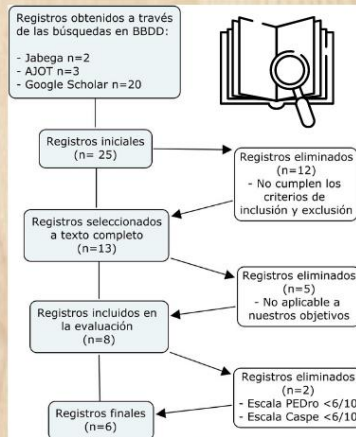 Registros obtenidos a través
de las búsquedas en BBDD:
- Jabega n=2
- AJOT n=3
- Google Scholar n=20
Registros iniciales
(n= 25)
Registros eliminados
(n=12)
- No cumplen los
criterios de
inclusión y exclusión
Registros seleccionados
a texto completo
(n=13)
Registros eliminados
(n=5)
- No aplicable a
nuestros objetivos
Registros incluidos en
la evaluación
(n=8)
Registros eliminados
(n=2)
- Escala PEDro <6/10
- Escala Caspe <6/10
Registros finales
(n=6)